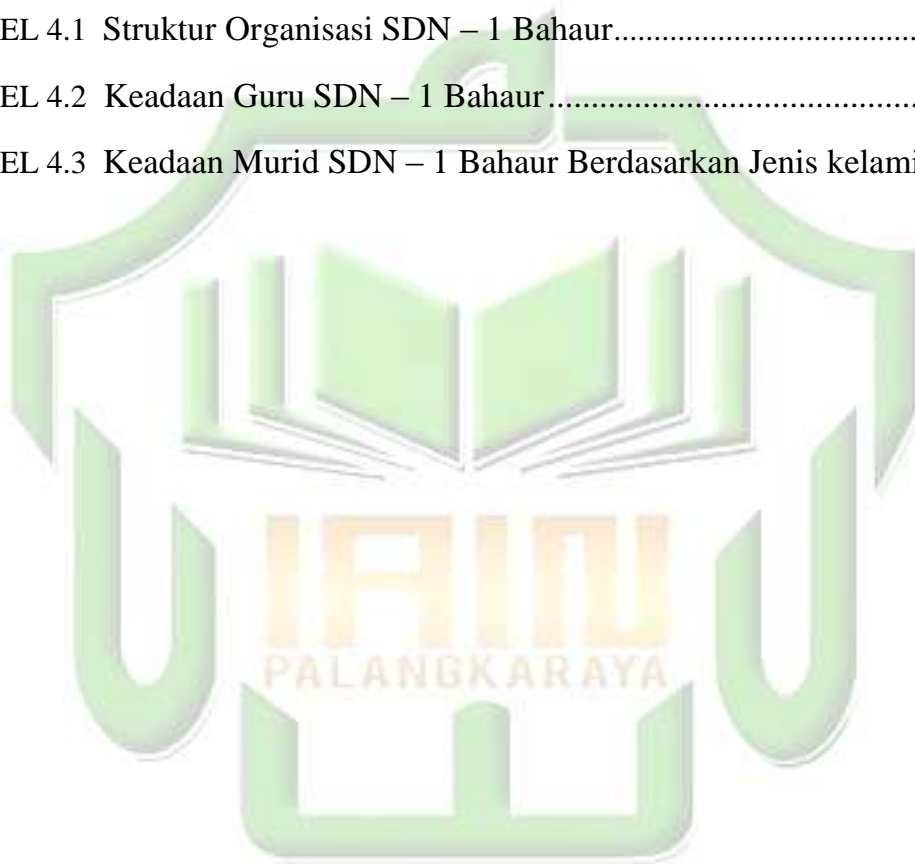 EL 4.1 Struktur Organisasi SDN – 1 Bahaur....................................
EL 4.2 Keadaan Guru SDN – 1 Bahaur...........................................
EL 4.3 Keadaan Murid SDN – 1 Bahaur Berdasarkan Jenis kelami
IAIN
PALANGKARAYA